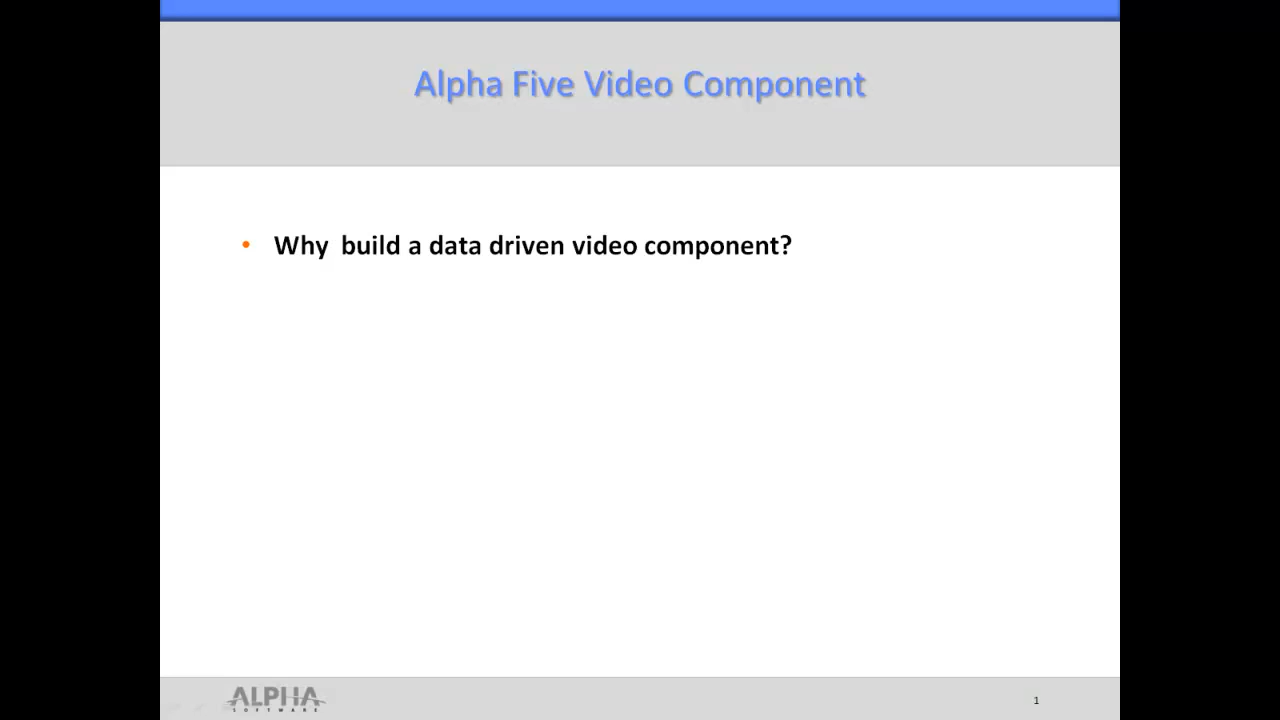 Alpha Five Video Component
• Why  build a data driven video component?
ALPHA
SOFTWARE
1